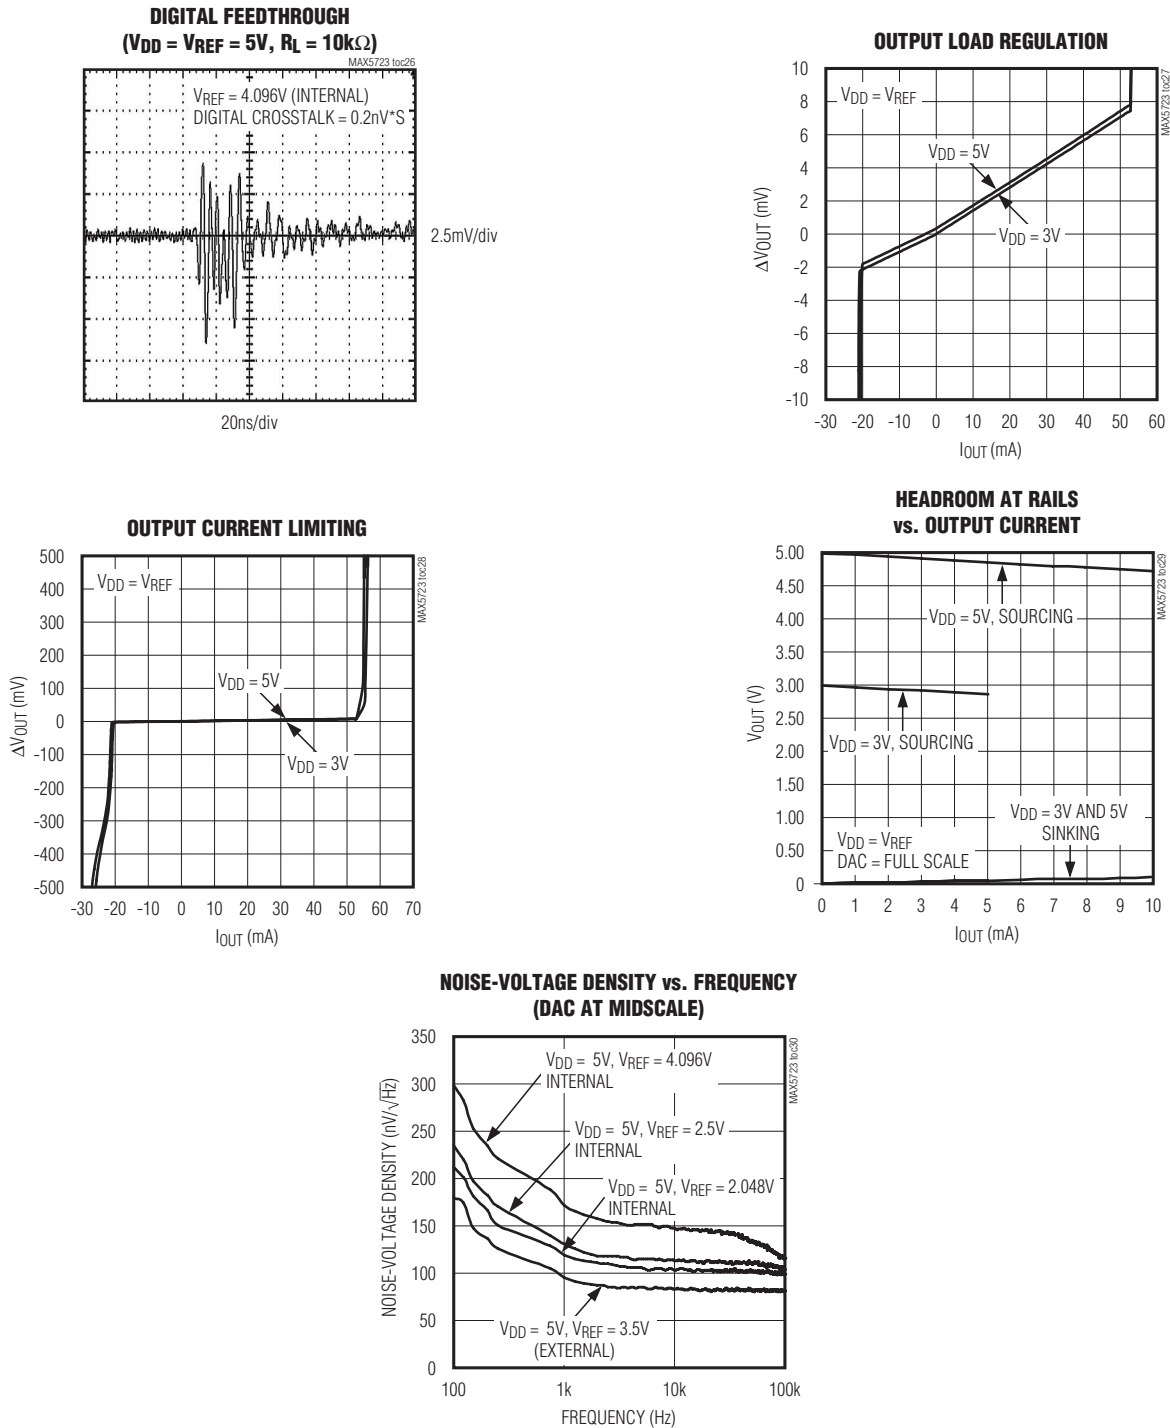 DIGITAL FEEDTHROUGH
(VDD = VREF = 5V, RL = 10kΩ)
MAX5723 toc26
VREF = 4.096V (INTERNAL)
DIGITAL CROSSTALK = 0.2nV*S
2.5mV/div
20ns/div
OUTPUT LOAD REGULATION
MAX5723 toc27
VDD = VREF
VDD = 5V
VDD = 3V
ΔVOUT (mV)
10
8
6
4
2
0
-2
-4
-6
-8
-10
-30 -20 -10 0 10 20 30 40 50 60
IOUT (mA)
OUTPUT CURRENT LIMITING
MAX5723 toc28
VDD = VREF
VDD = 5V
VDD = 3V
ΔVOUT (mV)
500
400
300
200
100
0
-100
-200
-300
-400
-500
-30 -20 -10 0 10 20 30 40 50 60 70
IOUT (mA)
HEADROOM AT RAILS
vs. OUTPUT CURRENT
MAX5723 toc29
VDD = 5V, SOURCING
VDD = 3V, SOURCING
VDD = 3V AND 5V
SINKING
VDD = VREF
DAC = FULL SCALE
VOUT (V)
5.00
4.50
4.00
3.50
3.00
2.50
2.00
1.50
1.00
0.50
0
0 1 2 3 4 5 6 7 8 9 10
IOUT (mA)
NOISE-VOLTAGE DENSITY vs. FREQUENCY
(DAC AT MIDSCALE)
MAX5723 toc30
VDD = 5V, VREF = 4.096V
INTERNAL
VDD = 5V, VREF = 2.5V
INTERNAL
VDD = 5V, VREF = 2.048V
INTERNAL
VDD = 5V, VREF = 3.5V
(EXTERNAL)
NOISE-VOLTAGE DENSITY (nV/√Hz)
350
300
250
200
150
100
50
0
100 1k 10k 100k
FREQUENCY (Hz)